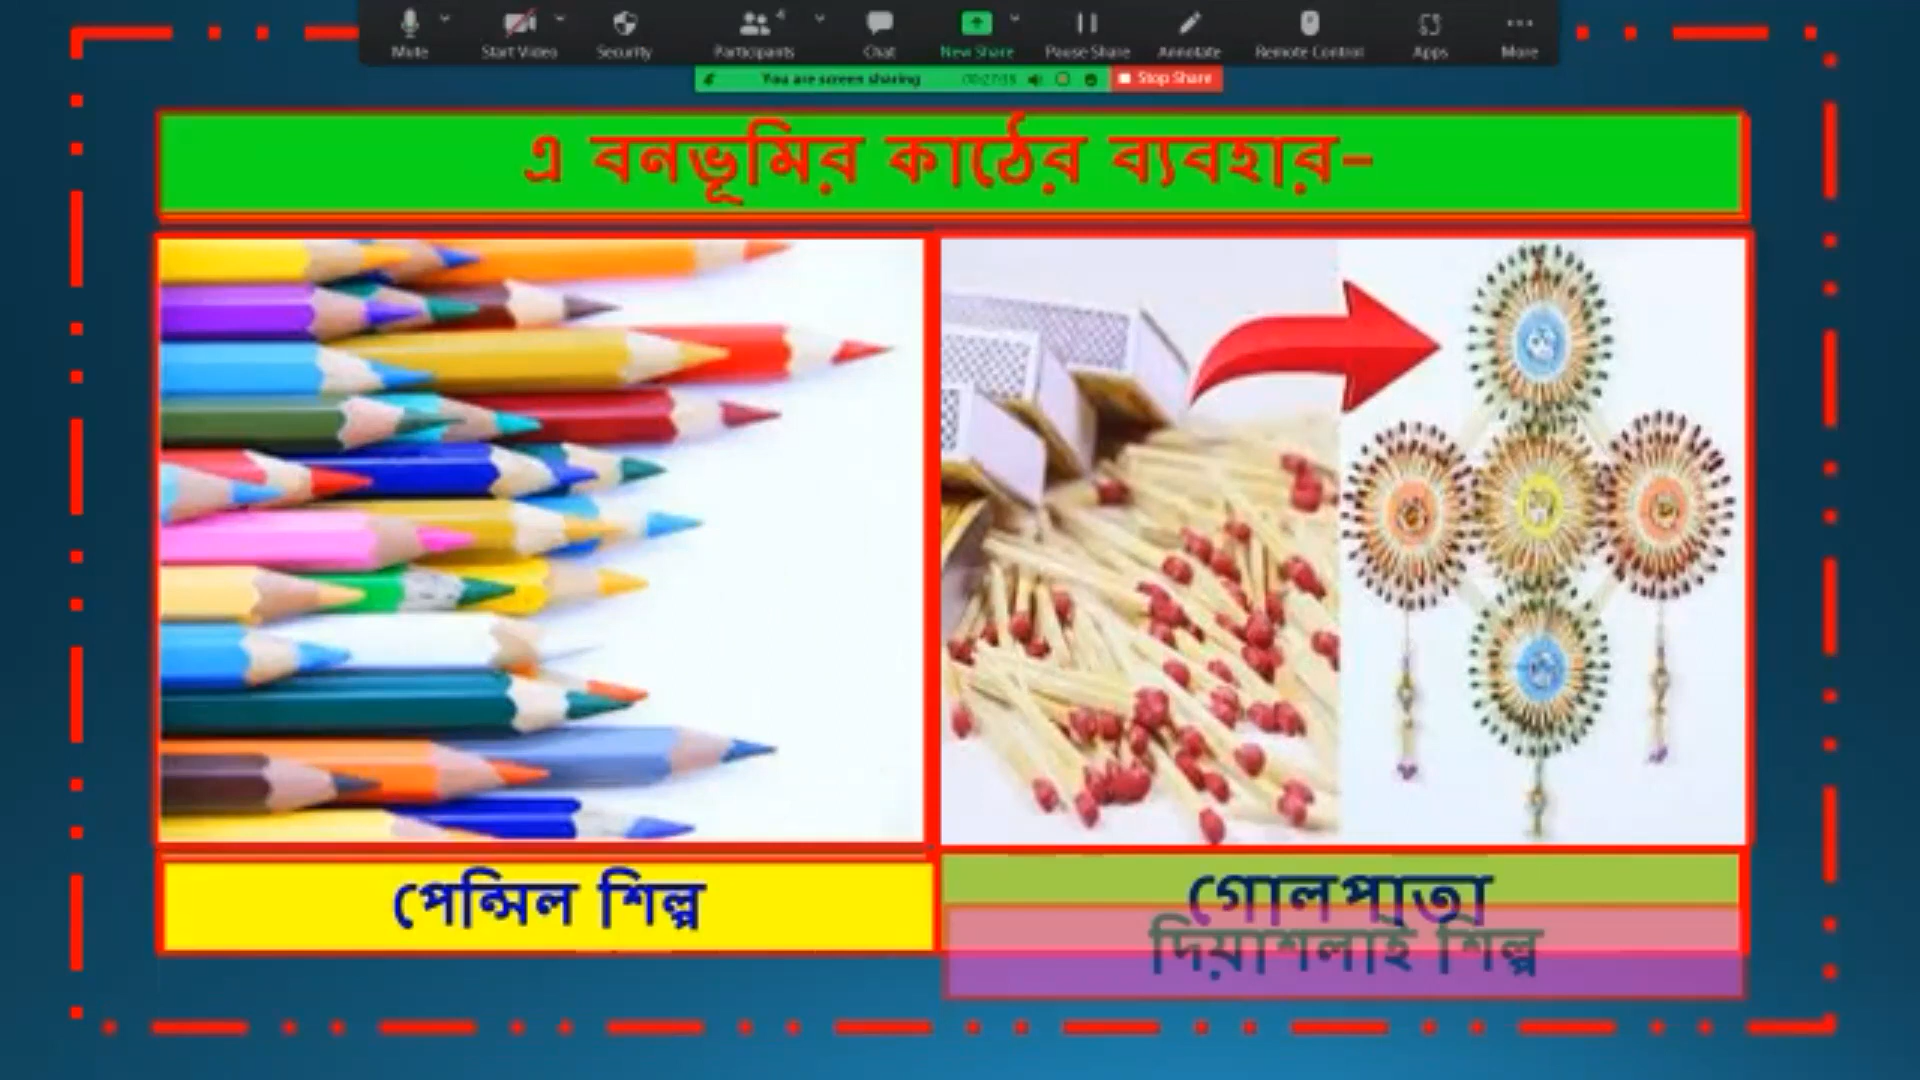 Mute
Start Video
Security
Participants
4
Chat
New Share
Pause Share
Annotate
Remote Control
Apps
More
You are screen sharing
Stop Share
এ বনভূমির কাঠের ব্যবহার–
পেন্সিল শিল্প
গোলপাতা
দিয়াশলাই শিল্প